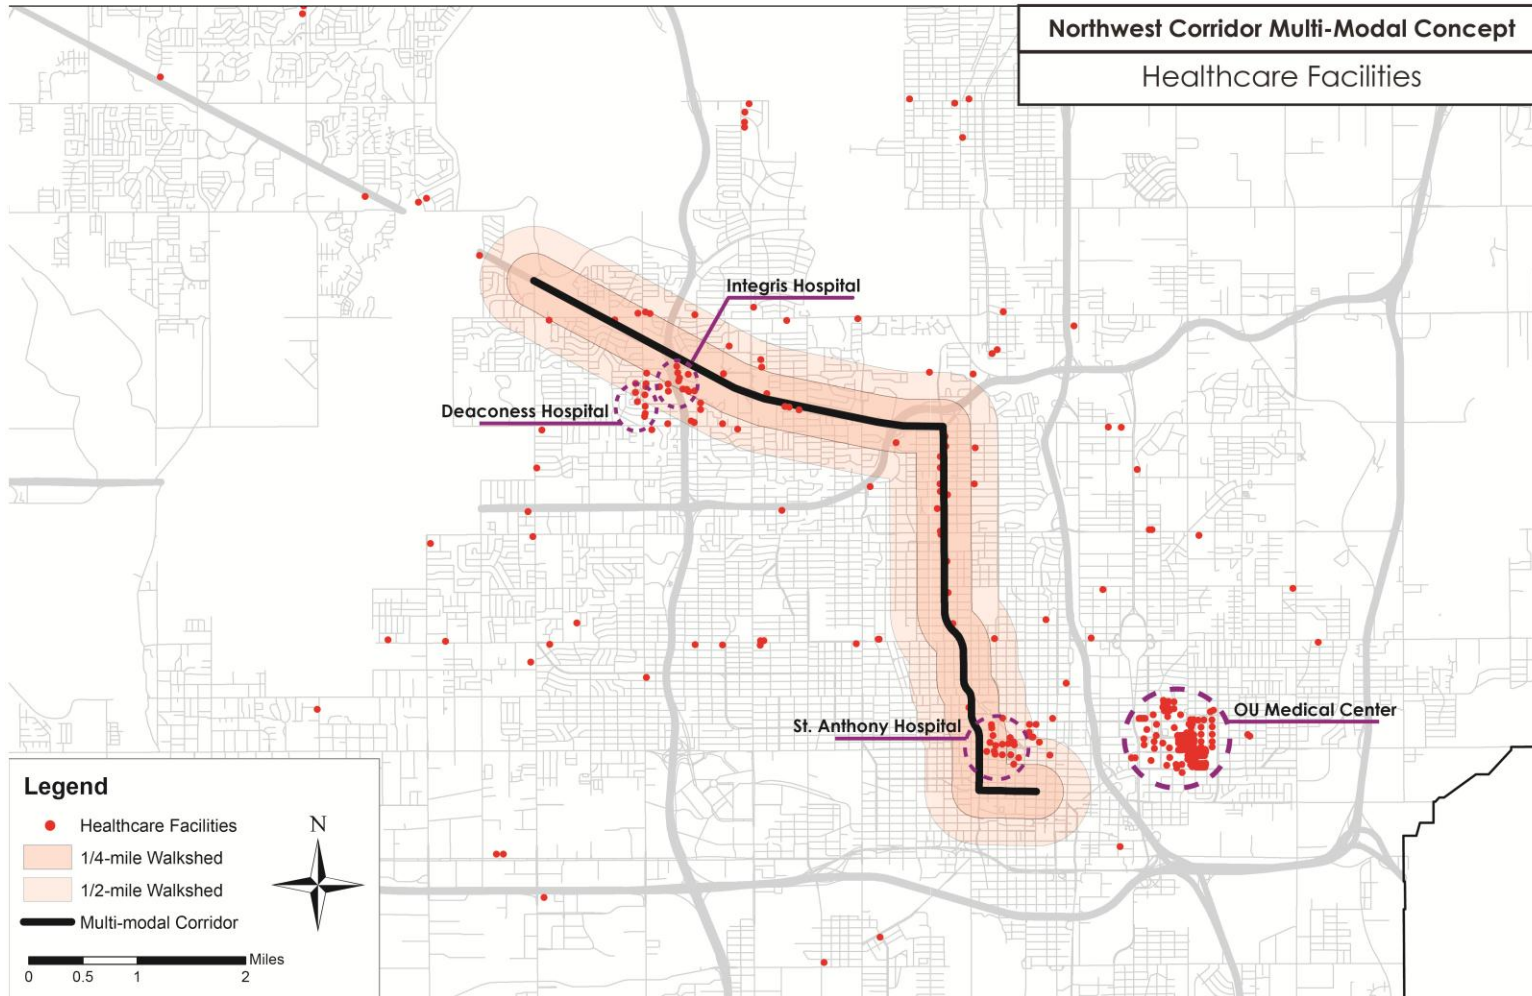 Northwest Corridor Multi-Modal Concept
Healthcare Facilities
Integris Hospital
Deaconess Hospital
OU Medical Center
St. Anthony Hospital
Legend
Healthcare Facilities
1/4-mile Walkshed
1/2-mile Walkshed
Multi-modal Corridor
N
Miles
0 0.5 1 2